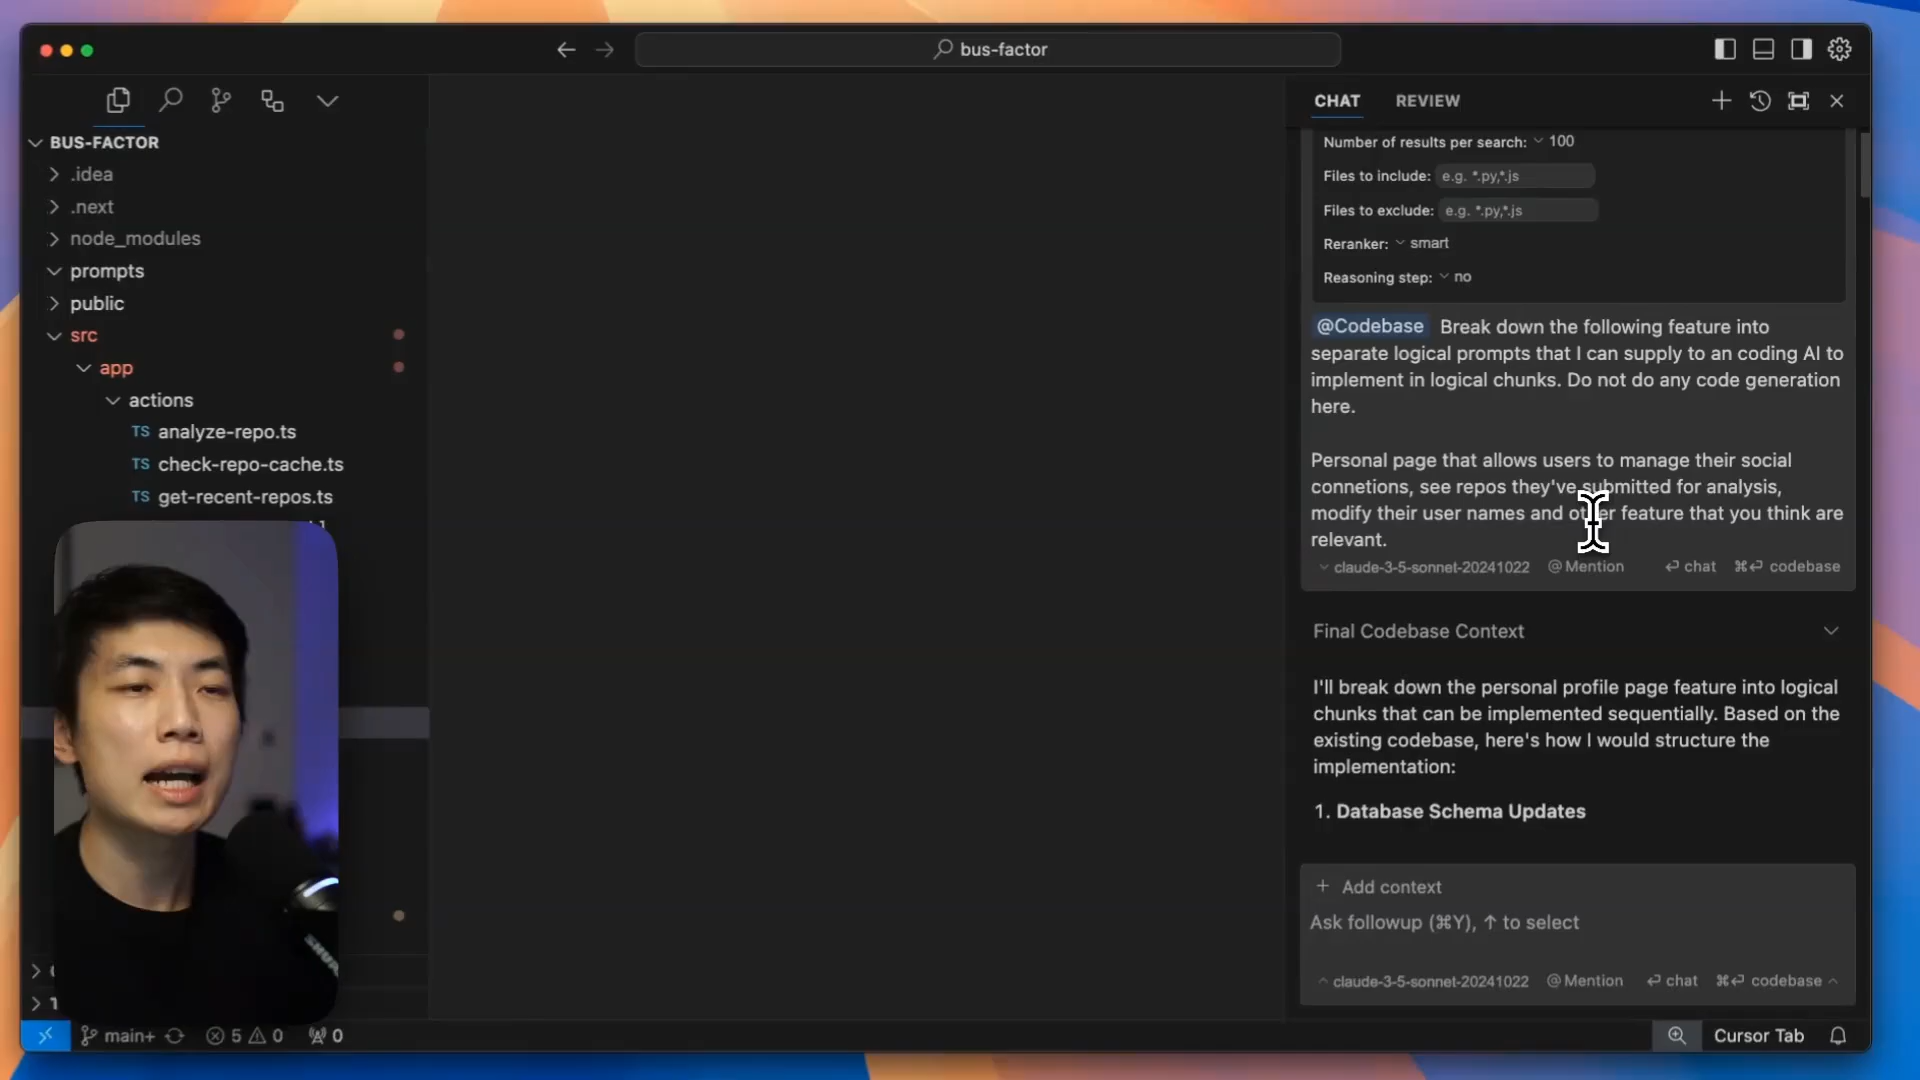 bus-factor
BUS-FACTOR
.idea
.next
node_modules
prompts
public
src
app
actions
TS analyze-repo.ts
TS check-repo-cache.ts
TS get-recent-repos.ts
main+
5
0
0
CHAT
REVIEW
Number of results per search: 100
Files to include: e.g. *.py,*.js
Files to exclude: e.g. *.py,*.js
Reranker: smart
Reasoning step: no
@Codebase Break down the following feature into
separate logical prompts that I can supply to an coding AI to
implement in logical chunks. Do not do any code generation
here.
Personal page that allows users to manage their social
connetions, see repos they've submitted for analysis,
modify their user names and other feature that you think are
relevant.
claude-3-5-sonnet-20241022 @Mention ⏎ chat ⌘⏎ codebase
Final Codebase Context
I'll break down the personal profile page feature into logical
chunks that can be implemented sequentially. Based on the
existing codebase, here's how I would structure the
implementation:
1. Database Schema Updates
+ Add context
Ask followup (⌘Y), ↑ to select
claude-3-5-sonnet-20241022 @Mention ⏎ chat ⌘⏎ codebase
Cursor Tab